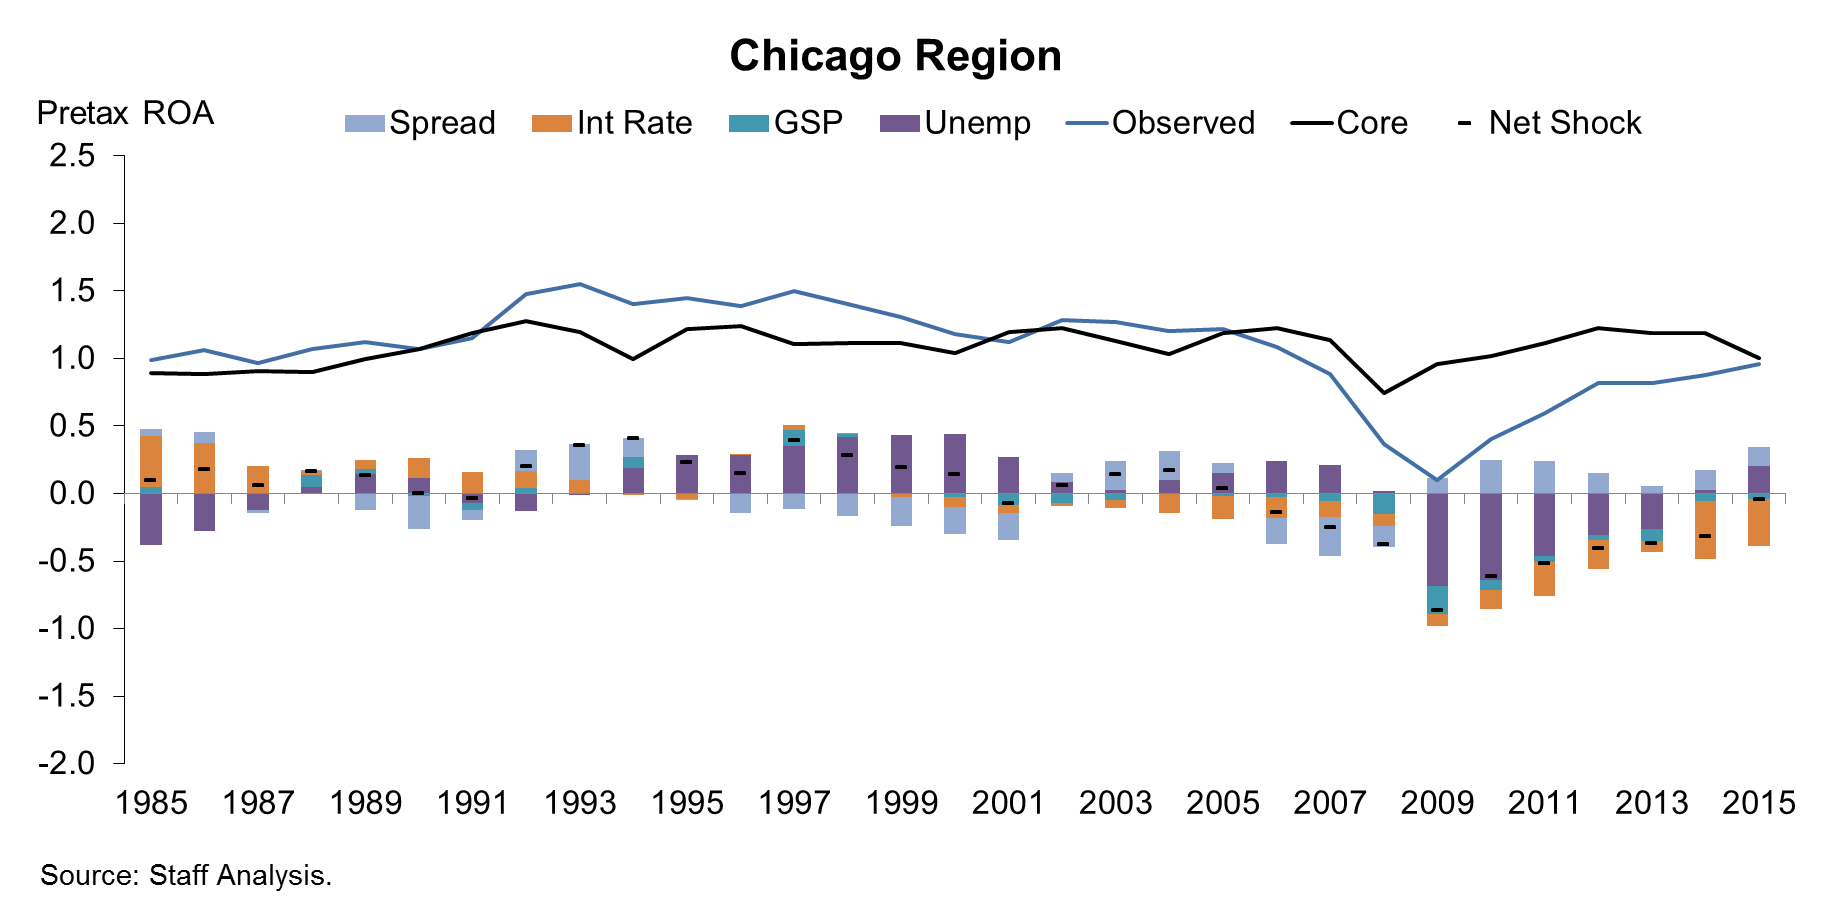 Chicago Region
Pretax ROA
Spread Int Rate GSP Unemp Observed Core Net Shock
2.5
2.0
1.5
1.0
0.5
0.0
-0.5
-1.0
-1.5
-2.0
1985 1987 1989 1991 1993 1995 1997 1999 2001 2003 2005 2007 2009 2011 2013 2015
Source: Staff Analysis.